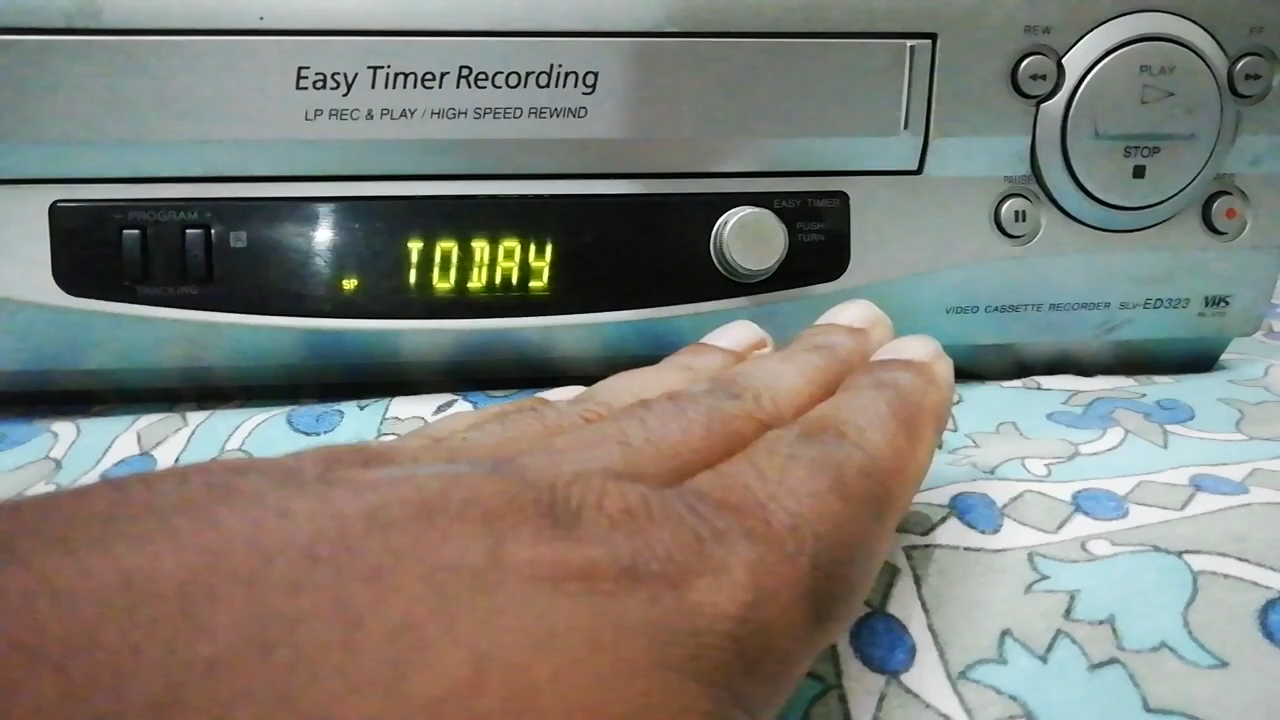 Easy Timer Recording
LP REC & PLAY / HIGH SPEED REWIND
REW
FF
PLAY
STOP
PAUSE
- PROGRAM +
TRACKING
SP
TODAY
EASY TIMER
PUSH
TURN
VIDEO CASSETTE RECORDER SLV-ED323 VHS